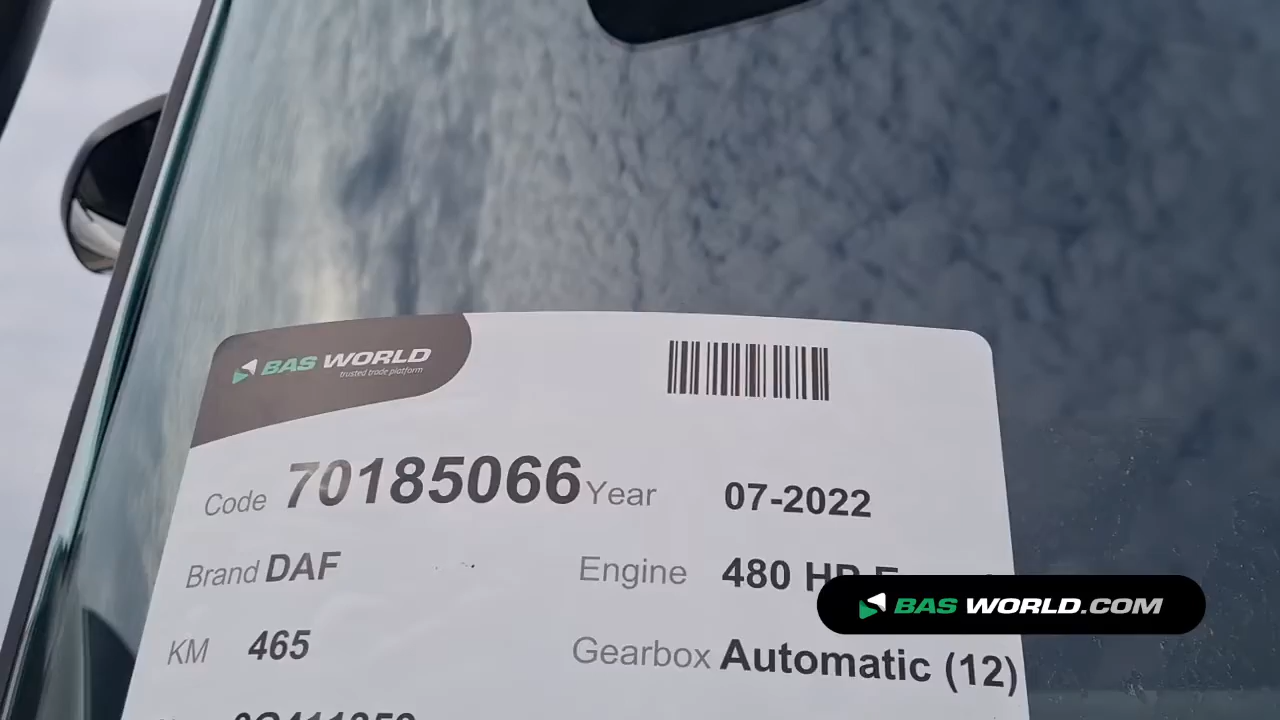 BAS WORLD
trusted trade platform
Code 70185066 Year 07-2022
Brand DAF Engine 480 HP
BAS WORLD.COM
KM 465 Gearbox Automatic (12)